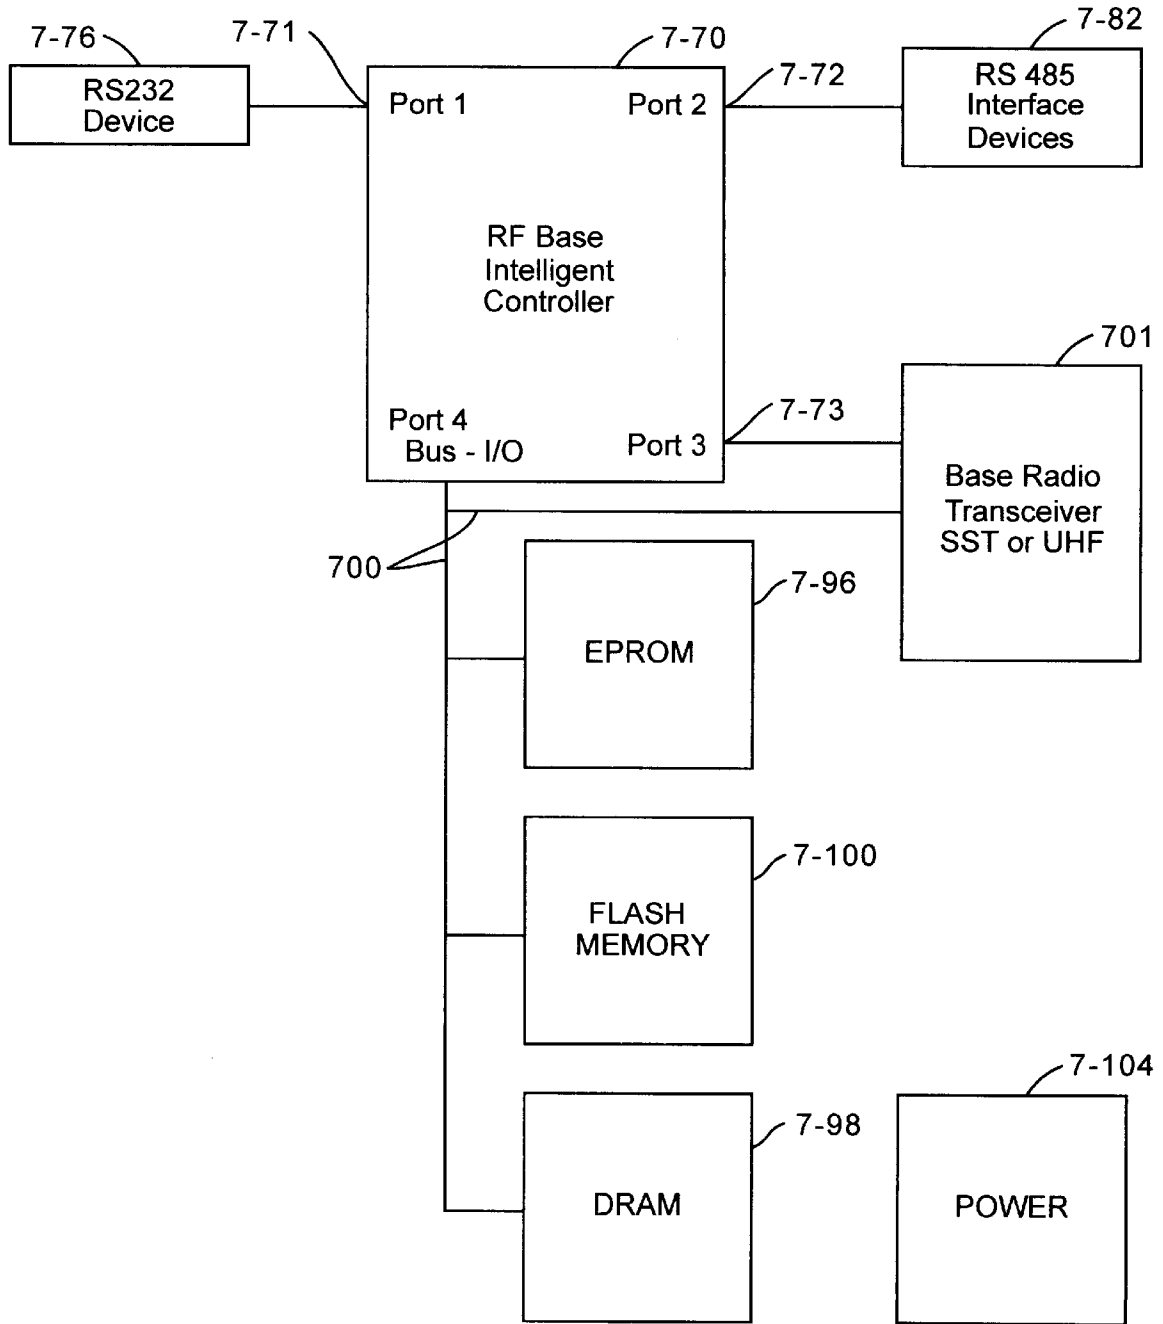 7-76
7-71
7-70
7-82
RS232
Device
Port 1
Port 2
7-72
RS 485
Interface
Devices
RF Base
Intelligent
Controller
701
Port 4
Bus - I/O
Port 3
7-73
Base Radio
Transceiver
SST or UHF
700
7-96
EPROM
7-100
FLASH
MEMORY
7-104
7-98
DRAM
POWER